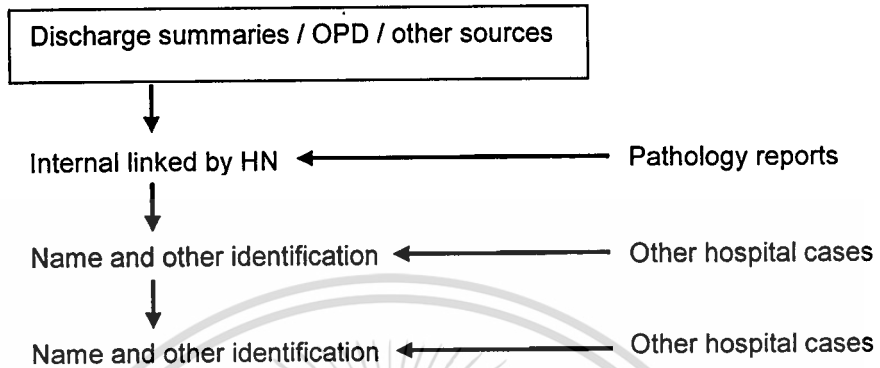 Discharge summaries / OPD / other sources
Internal linked by HN
Pathology reports
Name and other identification
Other hospital cases
Name and other identification
Other hospital cases